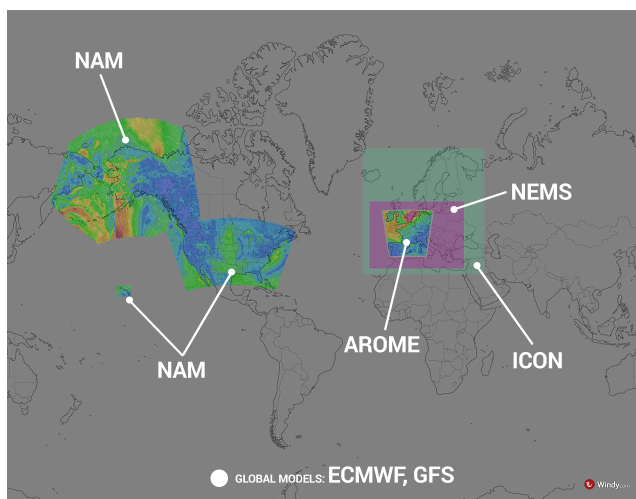 NAM
NEMS
AROME
ICON
NAM
GLOBAL MODELS: ECMWF, GFS
Windy.com